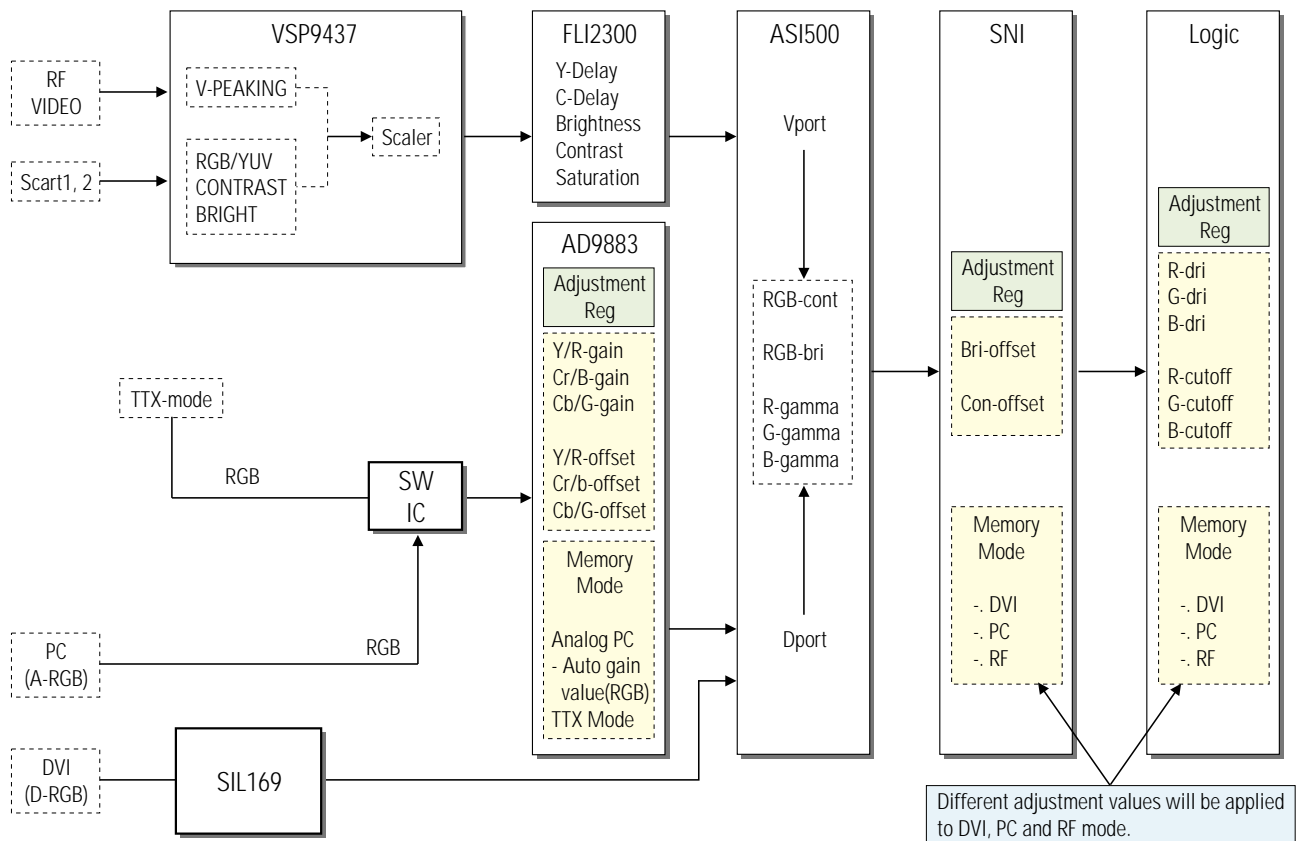 VSP9437
FLI2300
ASI500
SNI
Logic
RF
VIDEO
Scart1, 2
V-PEAKING
RGB/YUV
CONTRAST
BRIGHT
Scaler
Y-Delay
C-Delay
Brightness
Contrast
Saturation
AD9883
Adjustment
Reg
Y/R-gain
Cr/B-gain
Cb/G-gain
Y/R-offset
Cr/b-offset
Cb/G-offset
Memory
Mode
Analog PC
- Auto gain
value(RGB)
TTX Mode
TTX-mode
RGB
SW
IC
PC
(A-RGB)
RGB
DVI
(D-RGB)
SIL169
Vport
RGB-cont
RGB-bri
R-gamma
G-gamma
B-gamma
Dport
Adjustment
Reg
Bri-offset
Con-offset
Memory
Mode
-. DVI
-. PC
-. RF
Adjustment
Reg
R-dri
G-dri
B-dri
R-cutoff
G-cutoff
B-cutoff
Memory
Mode
-. DVI
-. PC
-. RF
Different adjustment values will be applied
to DVI, PC and RF mode.